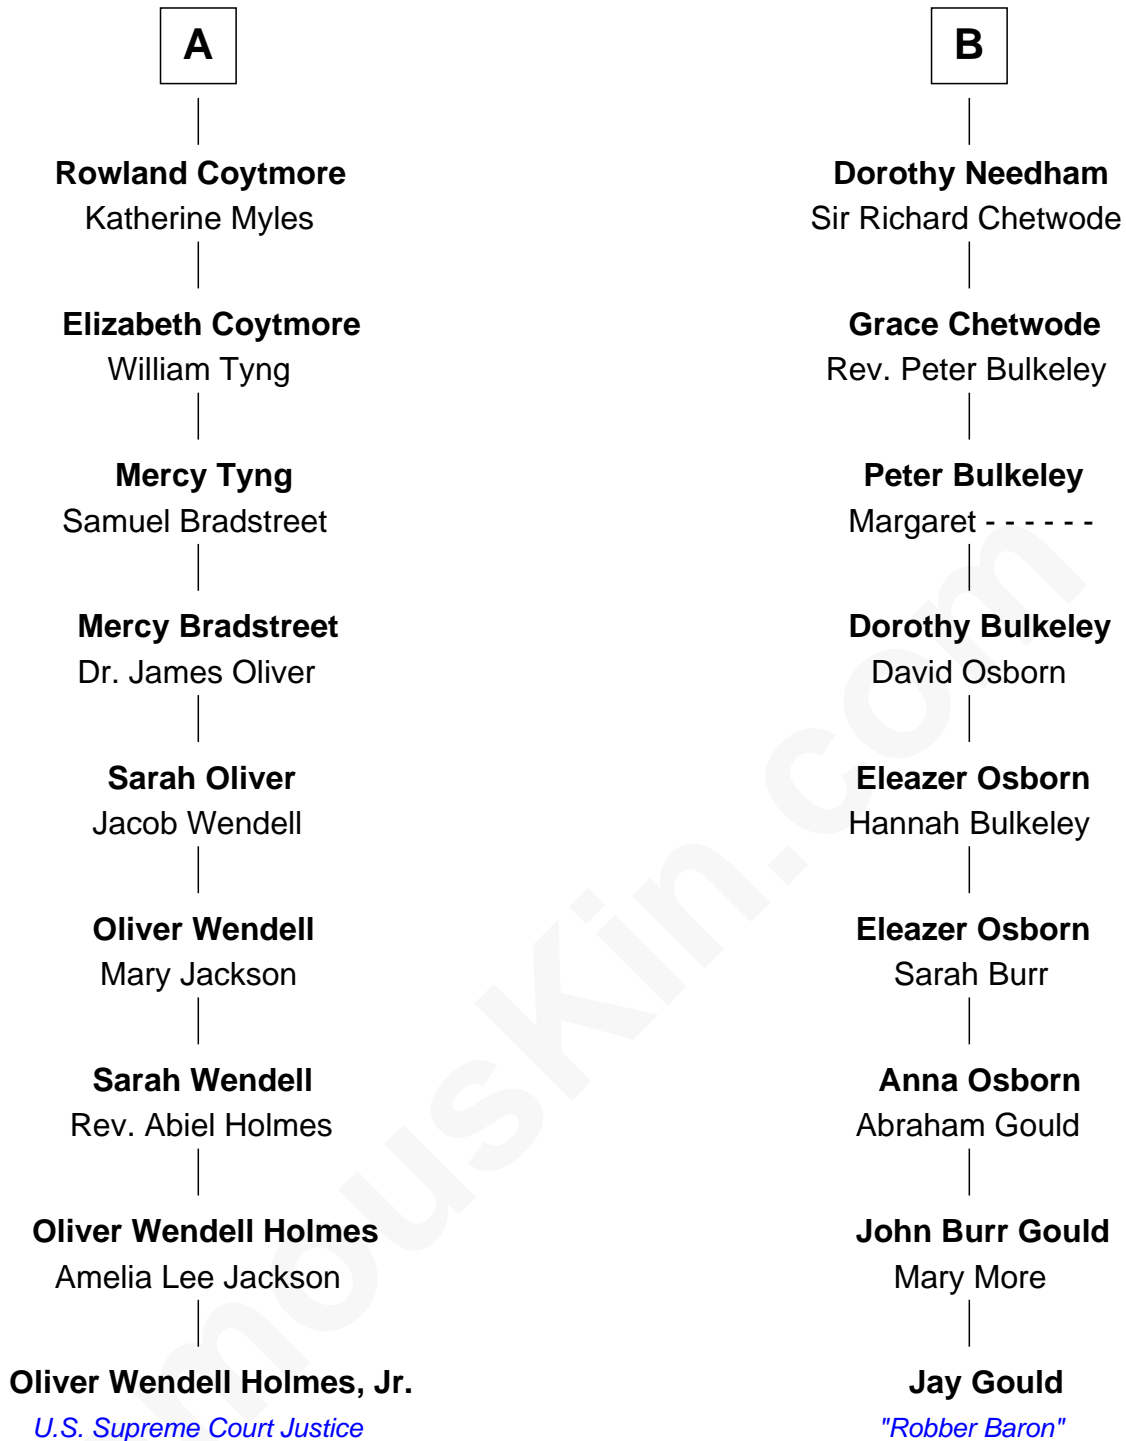 A
Rowland Coytmore
Katherine Myles
Elizabeth Coytmore
William Tyng
Mercy Tyng
Samuel Bradstreet
Mercy Bradstreet
Dr. James Oliver
Sarah Oliver
Jacob Wendell
Oliver Wendell
Mary Jackson
Sarah Wendell
Rev. Abiel Holmes
Oliver Wendell Holmes
Amelia Lee Jackson
Oliver Wendell Holmes, Jr.
U.S. Supreme Court Justice
B
Dorothy Needham
Sir Richard Chetwode
Grace Chetwode
Rev. Peter Bulkeley
Peter Bulkeley
Margaret - - - - - -
Dorothy Bulkeley
David Osborn
Eleazer Osborn
Hannah Bulkeley
Eleazer Osborn
Sarah Burr
Anna Osborn
Abraham Gould
John Burr Gould
Mary More
Jay Gould
"Robber Baron"
mouskin.com